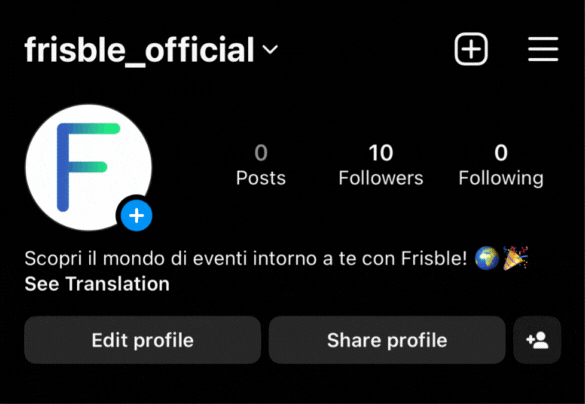 frisble_official
F
0 10 0
Posts Followers Following
Scopri il mondo di eventi intorno a te con Frisble! 🌍🎉
See Translation
Edit profile Share profile